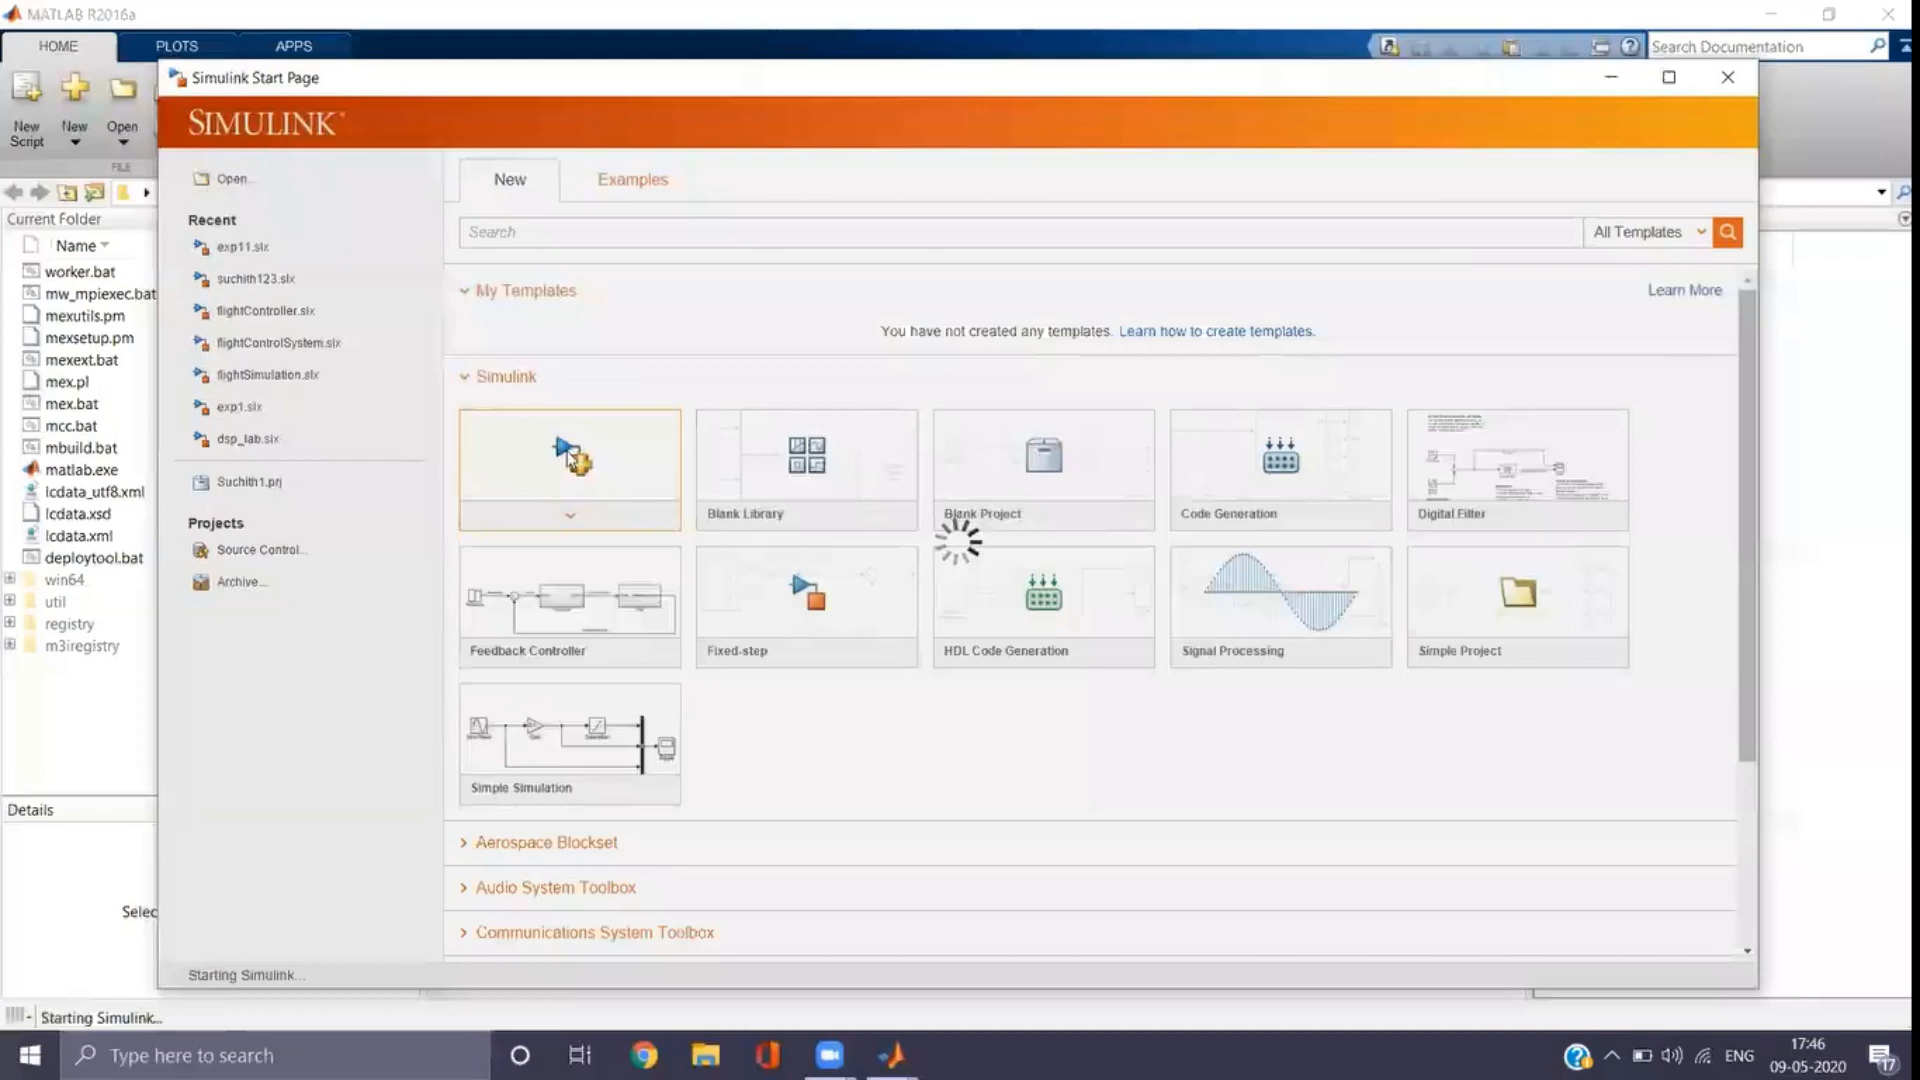 MATLAB R2016a
HOME
PLOTS
APPS
Search Documentation
New Script
New
Open
FILE
Simulink Start Page
SIMULINK
Open...
Recent
exp11.slx
suchith123.slx
flightController.slx
flightControlSystem.slx
flightSimulation.slx
exp1.slx
dsp_lab.slx
Suchith1.prj
Projects
Source Control...
Archive...
New
Examples
Search
All Templates
My Templates
Learn More
You have not created any templates. Learn how to create templates.
Simulink
Blank Library
Blank Project
Code Generation
Digital Filter
Feedback Controller
Fixed-step
HDL Code Generation
Signal Processing
Simple Project
Simple Simulation
Aerospace Blockset
Audio System Toolbox
Communications System Toolbox
Starting Simulink...
Current Folder
Name
worker.bat
mw_mpiexec.bat
mexutils.pm
mexsetup.pm
mexext.bat
mex.pl
mex.bat
mcc.bat
mbuild.bat
matlab.exe
lcdata_utf8.xml
lcdata.xsd
lcdata.xml
deploytool.bat
win64
util
registry
m3iregistry
Details
Selec
Starting Simulink...
Type here to search
ENG
17:46
09-05-2020
17